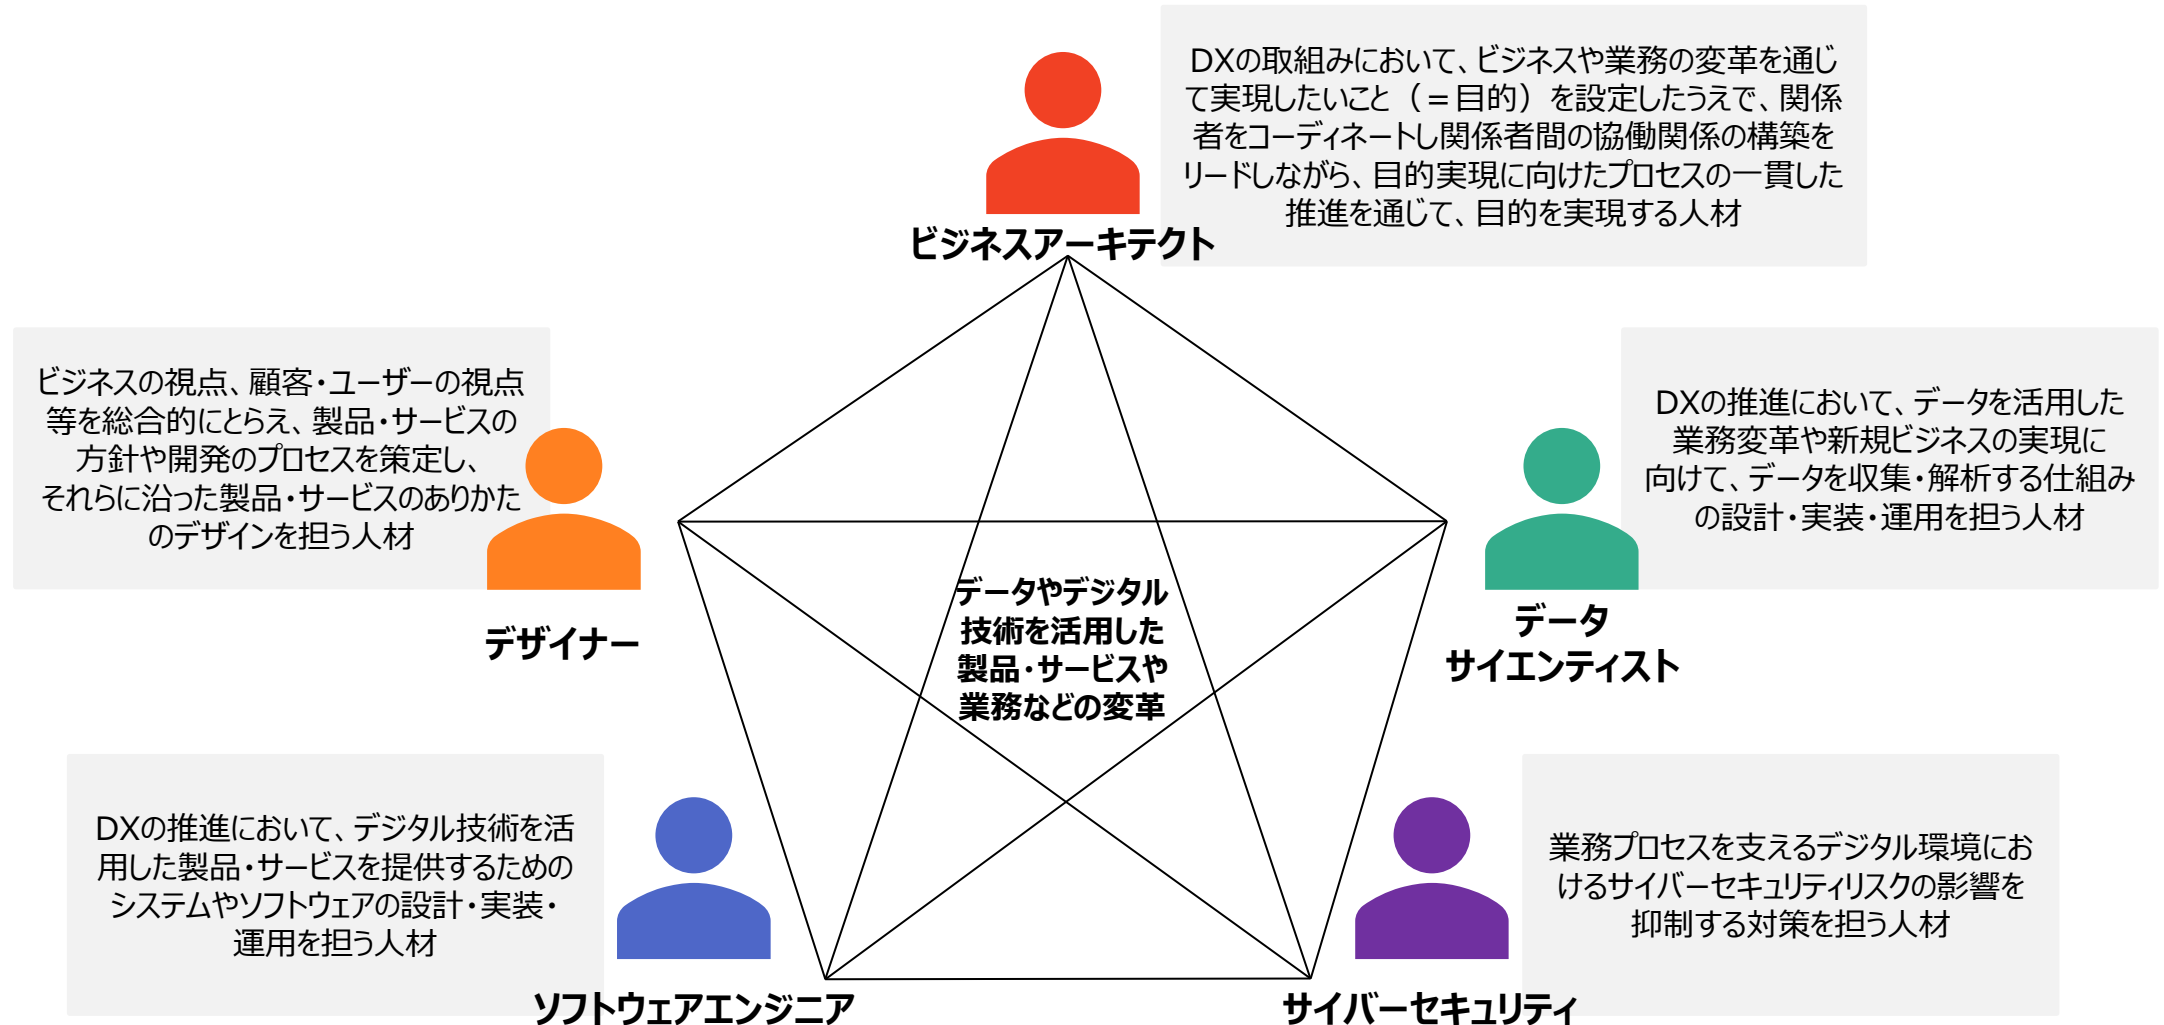 DXの取組みにおいて、ビジネスや業務の変革を通じ
て実現したいこと（＝目的）を設定したうえで、関係
者をコーディネートし関係者間の協働関係の構築を
リードしながら、目的実現に向けたプロセスの一貫した
推進を通じて、目的を実現する人材
ビジネスアーキテクト
ビジネスの視点、顧客・ユーザーの視点
等を総合的にとらえ、製品・サービスの
方針や開発のプロセスを策定し、
それらに沿った製品・サービスのありかた
のデザインを担う人材
デザイナー
DXの推進において、データを活用した
業務変革や新規ビジネスの実現に
向けて、データを収集・解析する仕組み
の設計・実装・運用を担う人材
データ
サイエンティスト
データやデジタル
技術を活用した
製品・サービスや
業務などの変革
DXの推進において、デジタル技術を活
用した製品・サービスを提供するための
システムやソフトウェアの設計・実装・
運用を担う人材
ソフトウェアエンジニア
業務プロセスを支えるデジタル環境にお
けるサイバーセキュリティリスクの影響を
抑制する対策を担う人材
サイバーセキュリティ